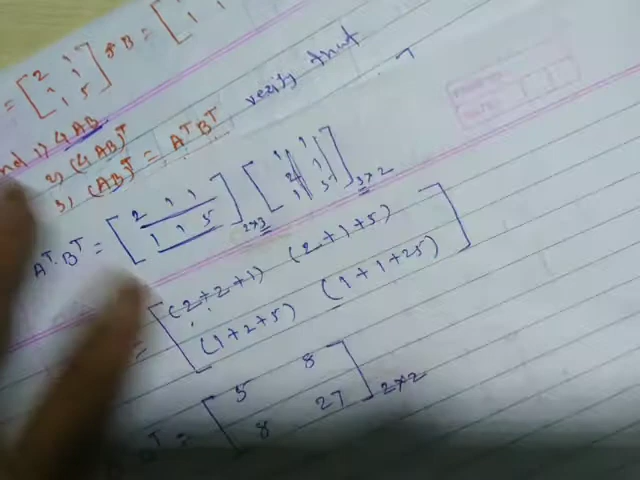 = [2 1 1 1 1 5] & B = [1 1
nd 1) 4AB
2) (4AB)ᵀ
3) (AB)ᵀ = AᵀBᵀ verify that
Aᵀ·Bᵀ = [2 1 1 1 1 5] 2×3 [1 1 2 1 1 5] 3×2
= [(2+2+1) (2+1+5)
(1+2+5) (1+1+25)]
ᵀ = [5 8
8 27] 2×2